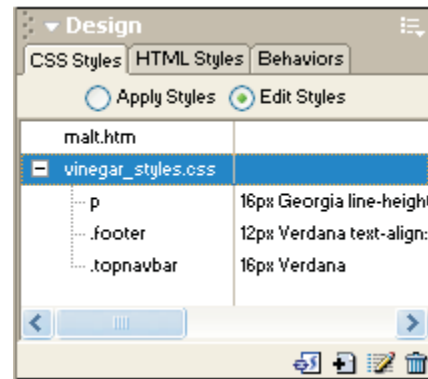 Design
CSS Styles HTML Styles Behaviors
Apply Styles Edit Styles
malt.htm
vinegar_styles.css
p 16px Georgia line-heigh
.footer 12px Verdana text-align:
.topnavbar 16px Verdana